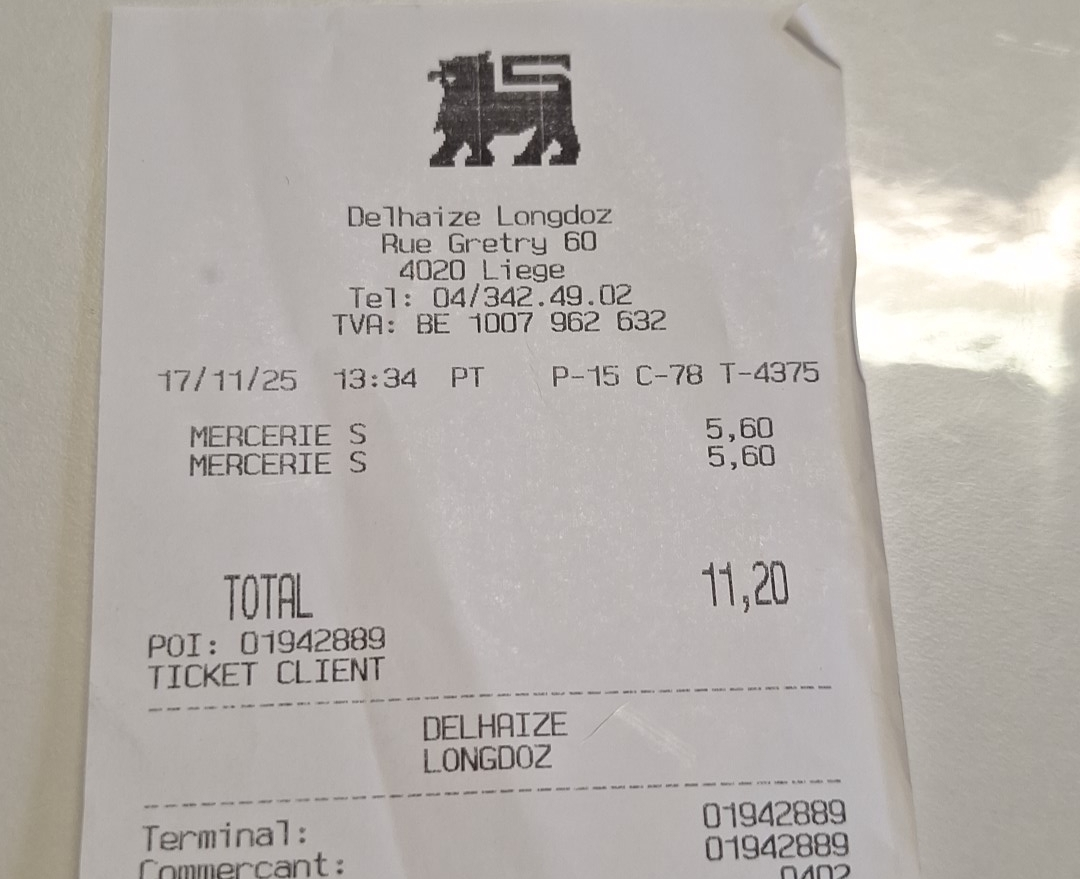 Delhaize Longdoz
Rue Gretry 60
4020 Liege
Tel: 04/342.49.02
TVA: BE 1007 962 632
17/11/25 13:34 PT P-15 C-78 T-4375
MERCERIE S 5,60
MERCERIE S 5,60
TOTAL 11,20
POI: 01942889
TICKET CLIENT
DELHAIZE
LONGDOZ
Terminal: 01942889
Commercant: 01942889
0402